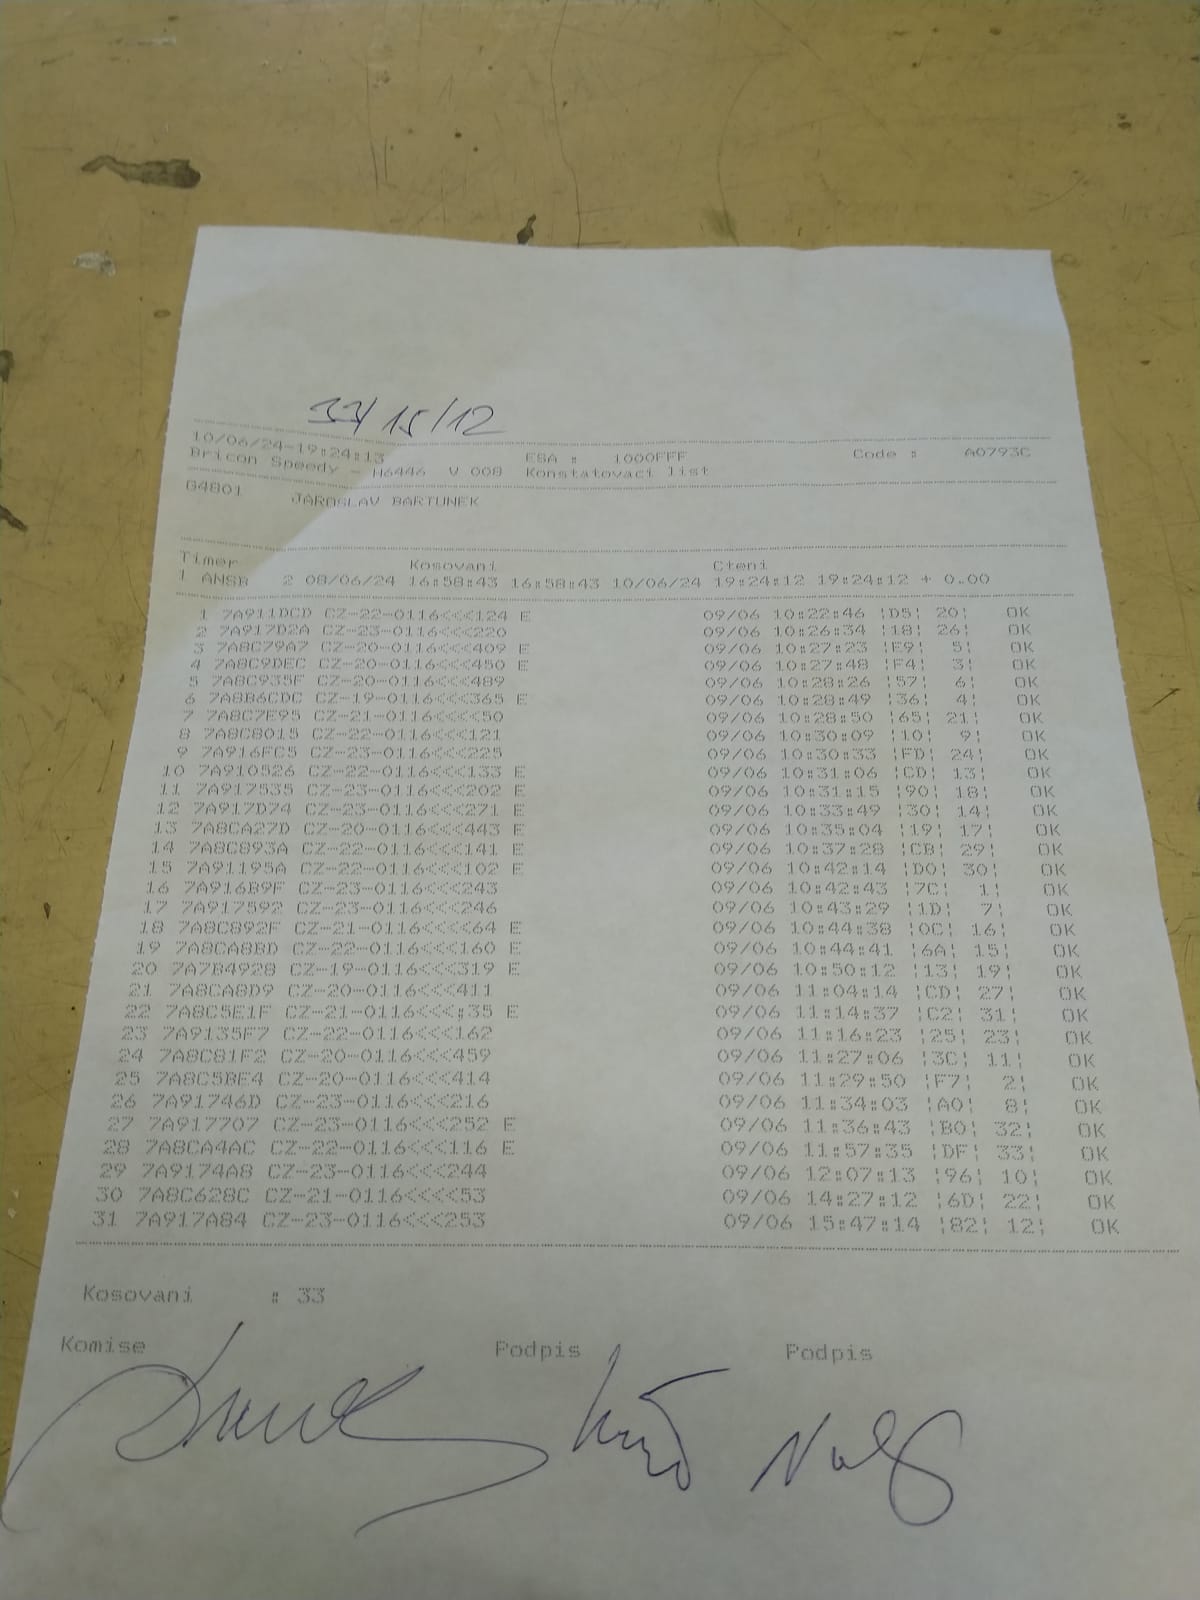 33/15/12
10/06/24-19:24:13 ESA : 1000FFF Code : A0793C
Bricon Speedy - M6446 V 008 Konstatovaci list
04801 JAROSLAV BARTUNEK
Timer Kosovani Cteni
1 ANSB 2 08/06/24 16:58:43 16:58:43 10/06/24 19:24:12 19:24:12 + 0.00
1 7A911DCD CZ-22-0116<<<124 E 09/06 10:22:46 ¦D5¦ 20¦ OK
2 7A917D2A CZ-23-0116<<<220 09/06 10:26:34 ¦18¦ 26¦ OK
3 7A8C79A7 CZ-20-0116<<<409 E 09/06 10:27:23 ¦E9¦ 5¦ OK
4 7A8C9DEC CZ-20-0116<<<450 E 09/06 10:27:48 ¦F4¦ 3¦ OK
5 7A8C935F CZ-20-0116<<<489 09/06 10:28:26 ¦57¦ 6¦ OK
6 7A8B6CDC CZ-19-0116<<<365 E 09/06 10:28:49 ¦36¦ 4¦ OK
7 7A8C7E95 CZ-21-0116<<<<50 09/06 10:28:50 ¦65¦ 21¦ OK
8 7A8C8015 CZ-22-0116<<<121 09/06 10:30:09 ¦10¦ 9¦ OK
9 7A916FC5 CZ-23-0116<<<225 09/06 10:30:33 ¦FD¦ 24¦ OK
10 7A910526 CZ-22-0116<<<133 E 09/06 10:31:06 ¦CD¦ 13¦ OK
11 7A917535 CZ-23-0116<<<202 E 09/06 10:31:15 ¦90¦ 18¦ OK
12 7A917D74 CZ-23-0116<<<271 E 09/06 10:33:49 ¦30¦ 14¦ OK
13 7A8CA27D CZ-20-0116<<<443 E 09/06 10:35:04 ¦19¦ 17¦ OK
14 7A8C893A CZ-22-0116<<<141 E 09/06 10:37:28 ¦CB¦ 29¦ OK
15 7A91195A CZ-22-0116<<<102 E 09/06 10:42:14 ¦D0¦ 30¦ OK
16 7A916B9F CZ-23-0116<<<243 09/06 10:42:43 ¦7C¦ 1¦ OK
17 7A917592 CZ-23-0116<<<246 09/06 10:43:29 ¦1D¦ 7¦ OK
18 7A8C892F CZ-21-0116<<<<64 E 09/06 10:44:38 ¦0C¦ 16¦ OK
19 7A8CA8BD CZ-22-0116<<<160 E 09/06 10:44:41 ¦6A¦ 15¦ OK
20 7A7B4928 CZ-19-0116<<<319 E 09/06 10:50:12 ¦13¦ 19¦ OK
21 7A8CA8D9 CZ-20-0116<<<411 09/06 11:04:14 ¦CD¦ 27¦ OK
22 7A8C5E1F CZ-21-0116<<<:35 E 09/06 11:14:37 ¦C2¦ 31¦ OK
23 7A9135F7 CZ-22-0116<<<162 09/06 11:16:23 ¦25¦ 23¦ OK
24 7A8C81F2 CZ-20-0116<<<459 09/06 11:27:06 ¦3C¦ 11¦ OK
25 7A8C5BE4 CZ-20-0116<<<414 09/06 11:29:50 ¦F7¦ 2¦ OK
26 7A91746D CZ-23-0116<<<216 09/06 11:34:03 ¦A0¦ 8¦ OK
27 7A917707 CZ-23-0116<<<252 E 09/06 11:36:43 ¦B0¦ 32¦ OK
28 7A8CA4AC CZ-22-0116<<<116 E 09/06 11:57:35 ¦DF¦ 33¦ OK
29 7A9174A8 CZ-23-0116<<<244 09/06 12:07:13 ¦96¦ 10¦ OK
30 7A8C628C CZ-21-0116<<<<53 09/06 14:27:12 ¦6D¦ 22¦ OK
31 7A917A84 CZ-23-0116<<<253 09/06 15:47:14 ¦82¦ 12¦ OK
Kosovani : 33
Komise Podpis Podpis